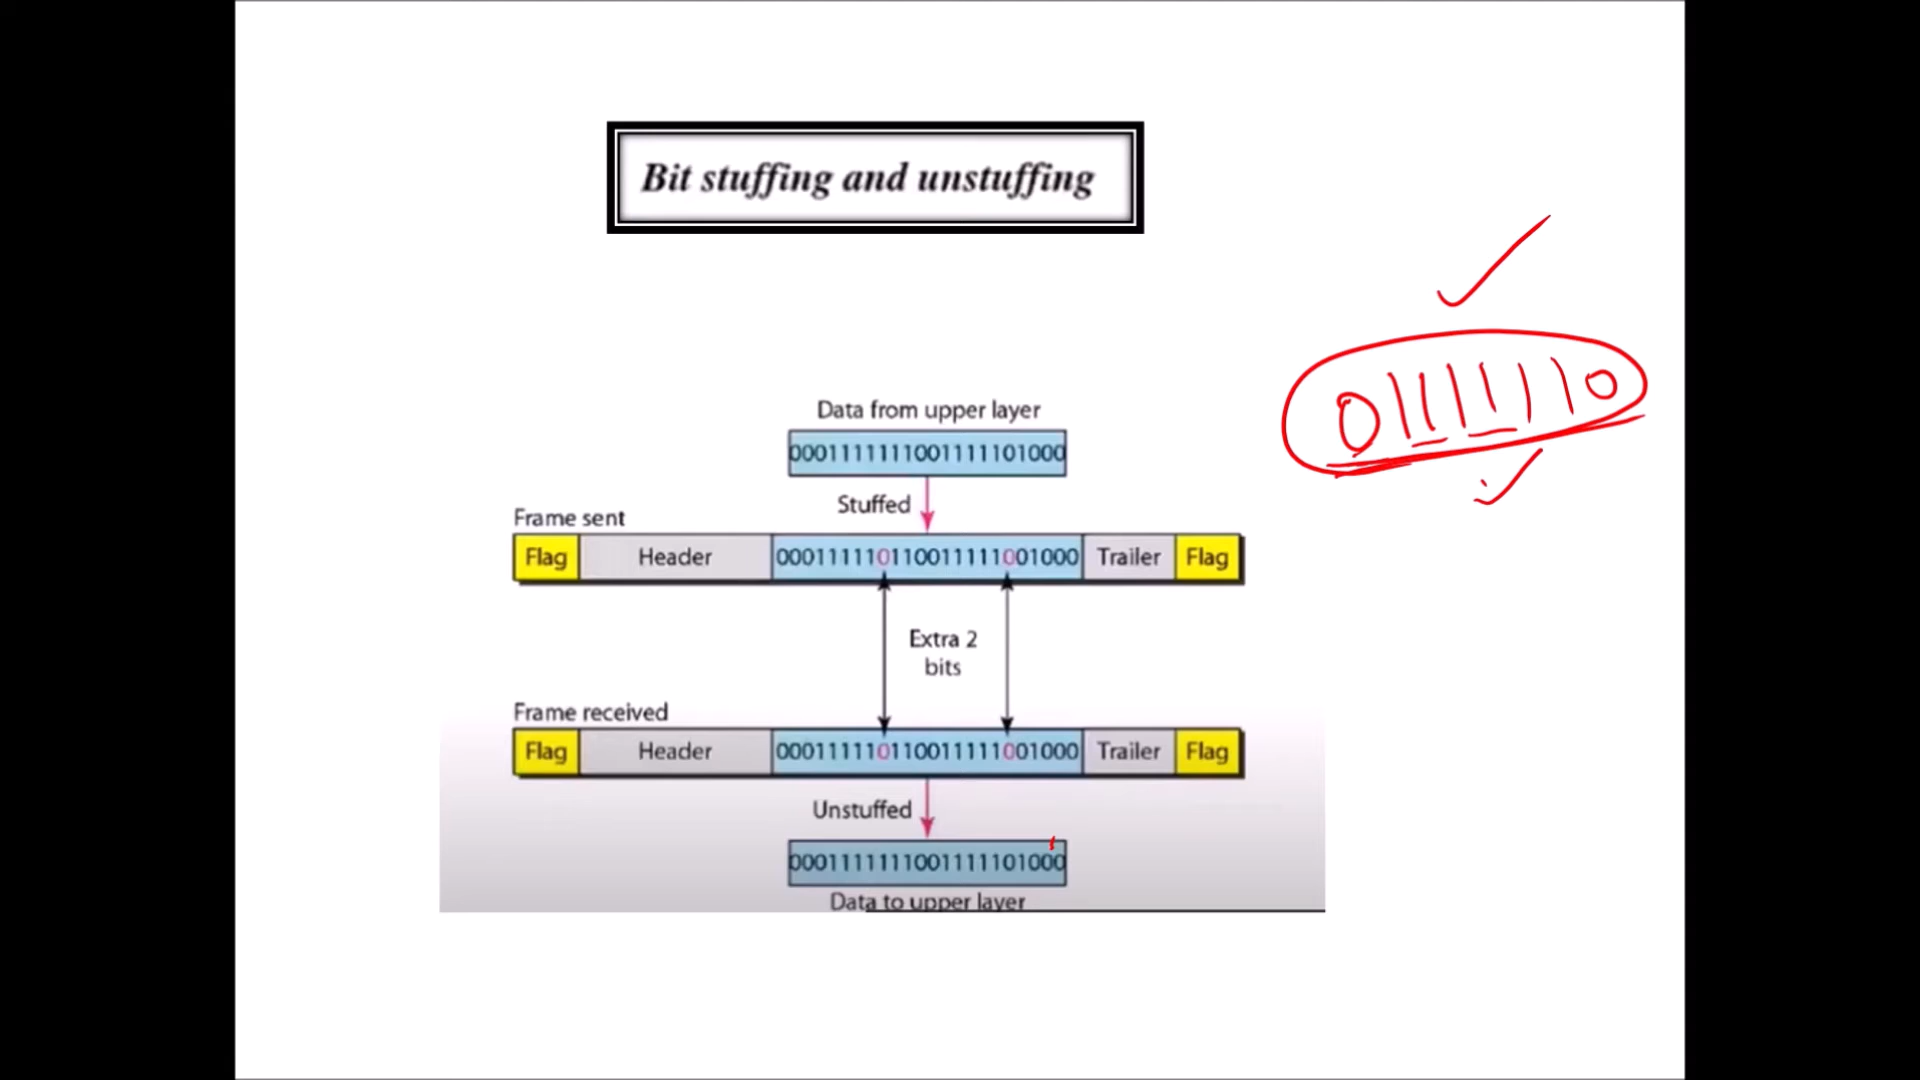 Bit stuffing and unstuffing
01111110
Data from upper layer
0001111111001111101000
Stuffed
Frame sent
Flag Header 000111110110011111001000 Trailer Flag
Extra 2
bits
Frame received
Flag Header 000111110110011111001000 Trailer Flag
Unstuffed
0001111111001111101000
Data to upper layer